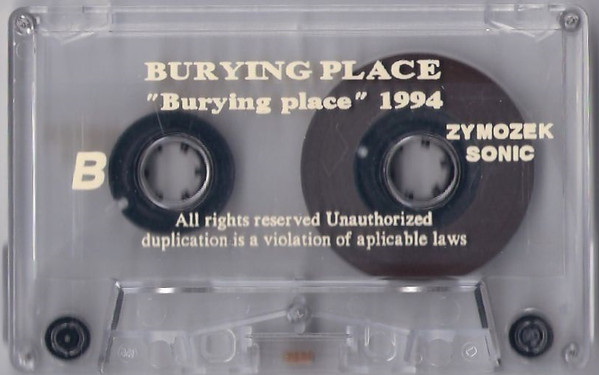 BURYING PLACE
"Burying place" 1994
ZYMOZEK
SONIC
B
All rights reserved Unauthorized
duplication is a violation of aplicable laws